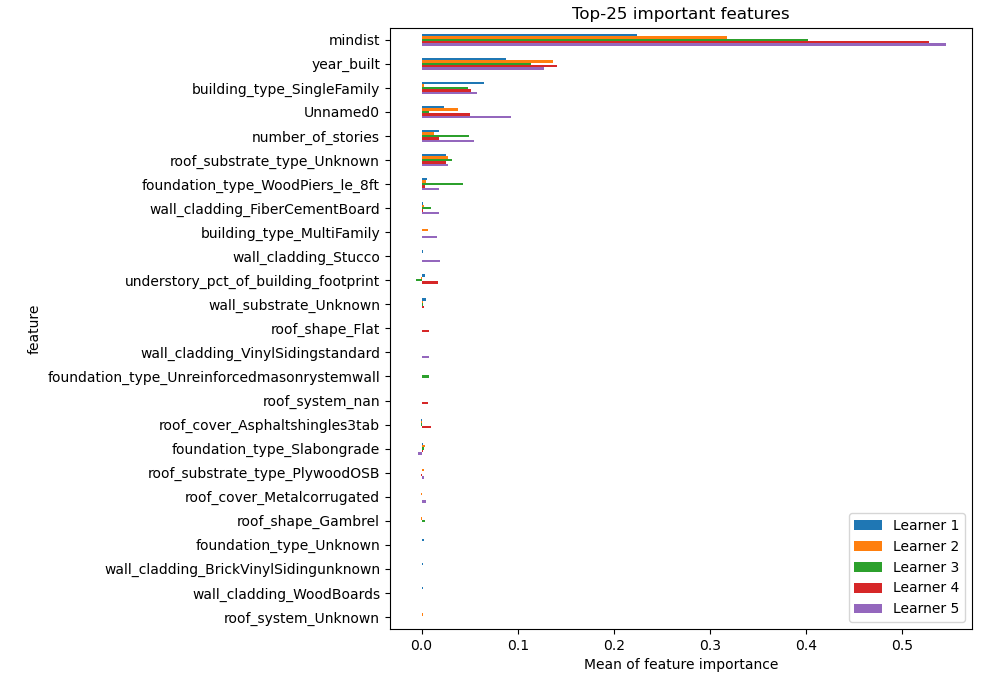 Top-25 important features
feature
mindist
year_built
building_type_SingleFamily
Unnamed0
number_of_stories
roof_substrate_type_Unknown
foundation_type_WoodPiers_le_8ft
wall_cladding_FiberCementBoard
building_type_MultiFamily
wall_cladding_Stucco
understory_pct_of_building_footprint
wall_substrate_Unknown
roof_shape_Flat
wall_cladding_VinylSidingstandard
foundation_type_Unreinforcedmasonrystemwall
roof_system_nan
roof_cover_Asphaltshingles3tab
foundation_type_Slabongrade
roof_substrate_type_PlywoodOSB
roof_cover_Metalcorrugated
roof_shape_Gambrel
foundation_type_Unknown
wall_cladding_BrickVinylSidingunknown
wall_cladding_WoodBoards
roof_system_Unknown
Learner 1
Learner 2
Learner 3
Learner 4
Learner 5
0.0 0.1 0.2 0.3 0.4 0.5
Mean of feature importance